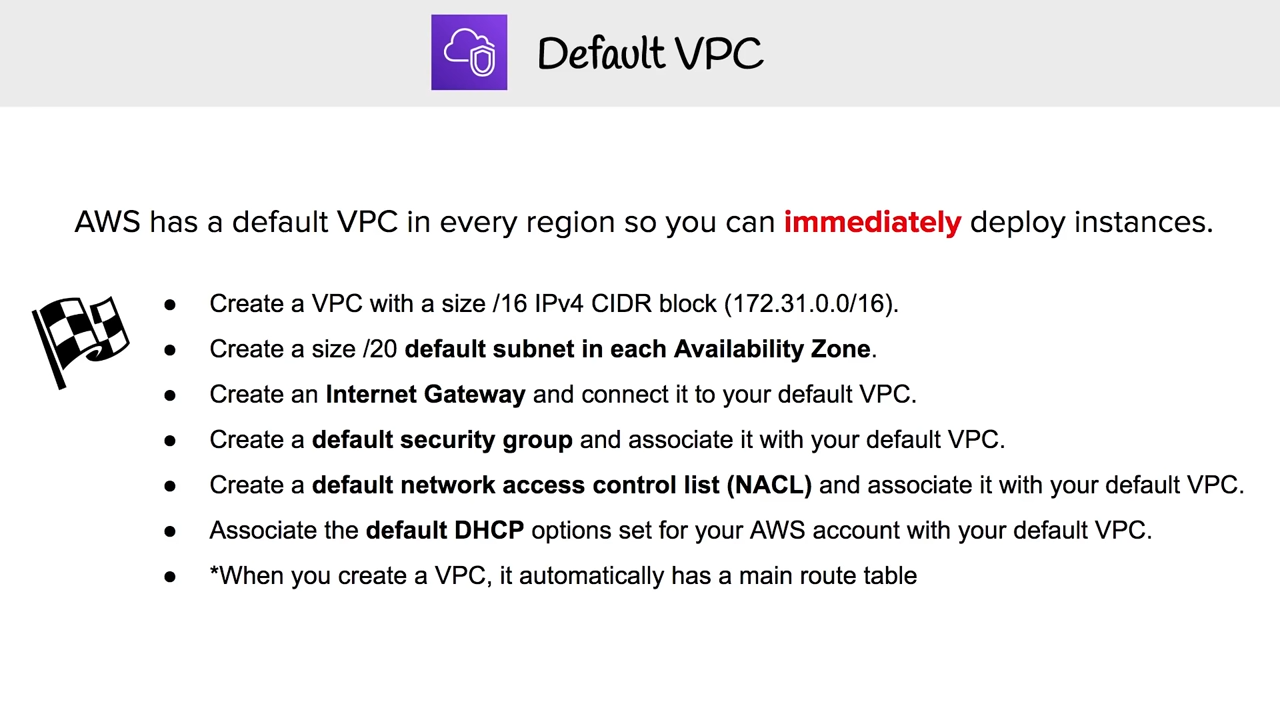 Default VPC
AWS has a default VPC in every region so you can immediately deploy instances.
● Create a VPC with a size /16 IPv4 CIDR block (172.31.0.0/16).
● Create a size /20 default subnet in each Availability Zone.
● Create an Internet Gateway and connect it to your default VPC.
● Create a default security group and associate it with your default VPC.
● Create a default network access control list (NACL) and associate it with your default VPC.
● Associate the default DHCP options set for your AWS account with your default VPC.
● *When you create a VPC, it automatically has a main route table